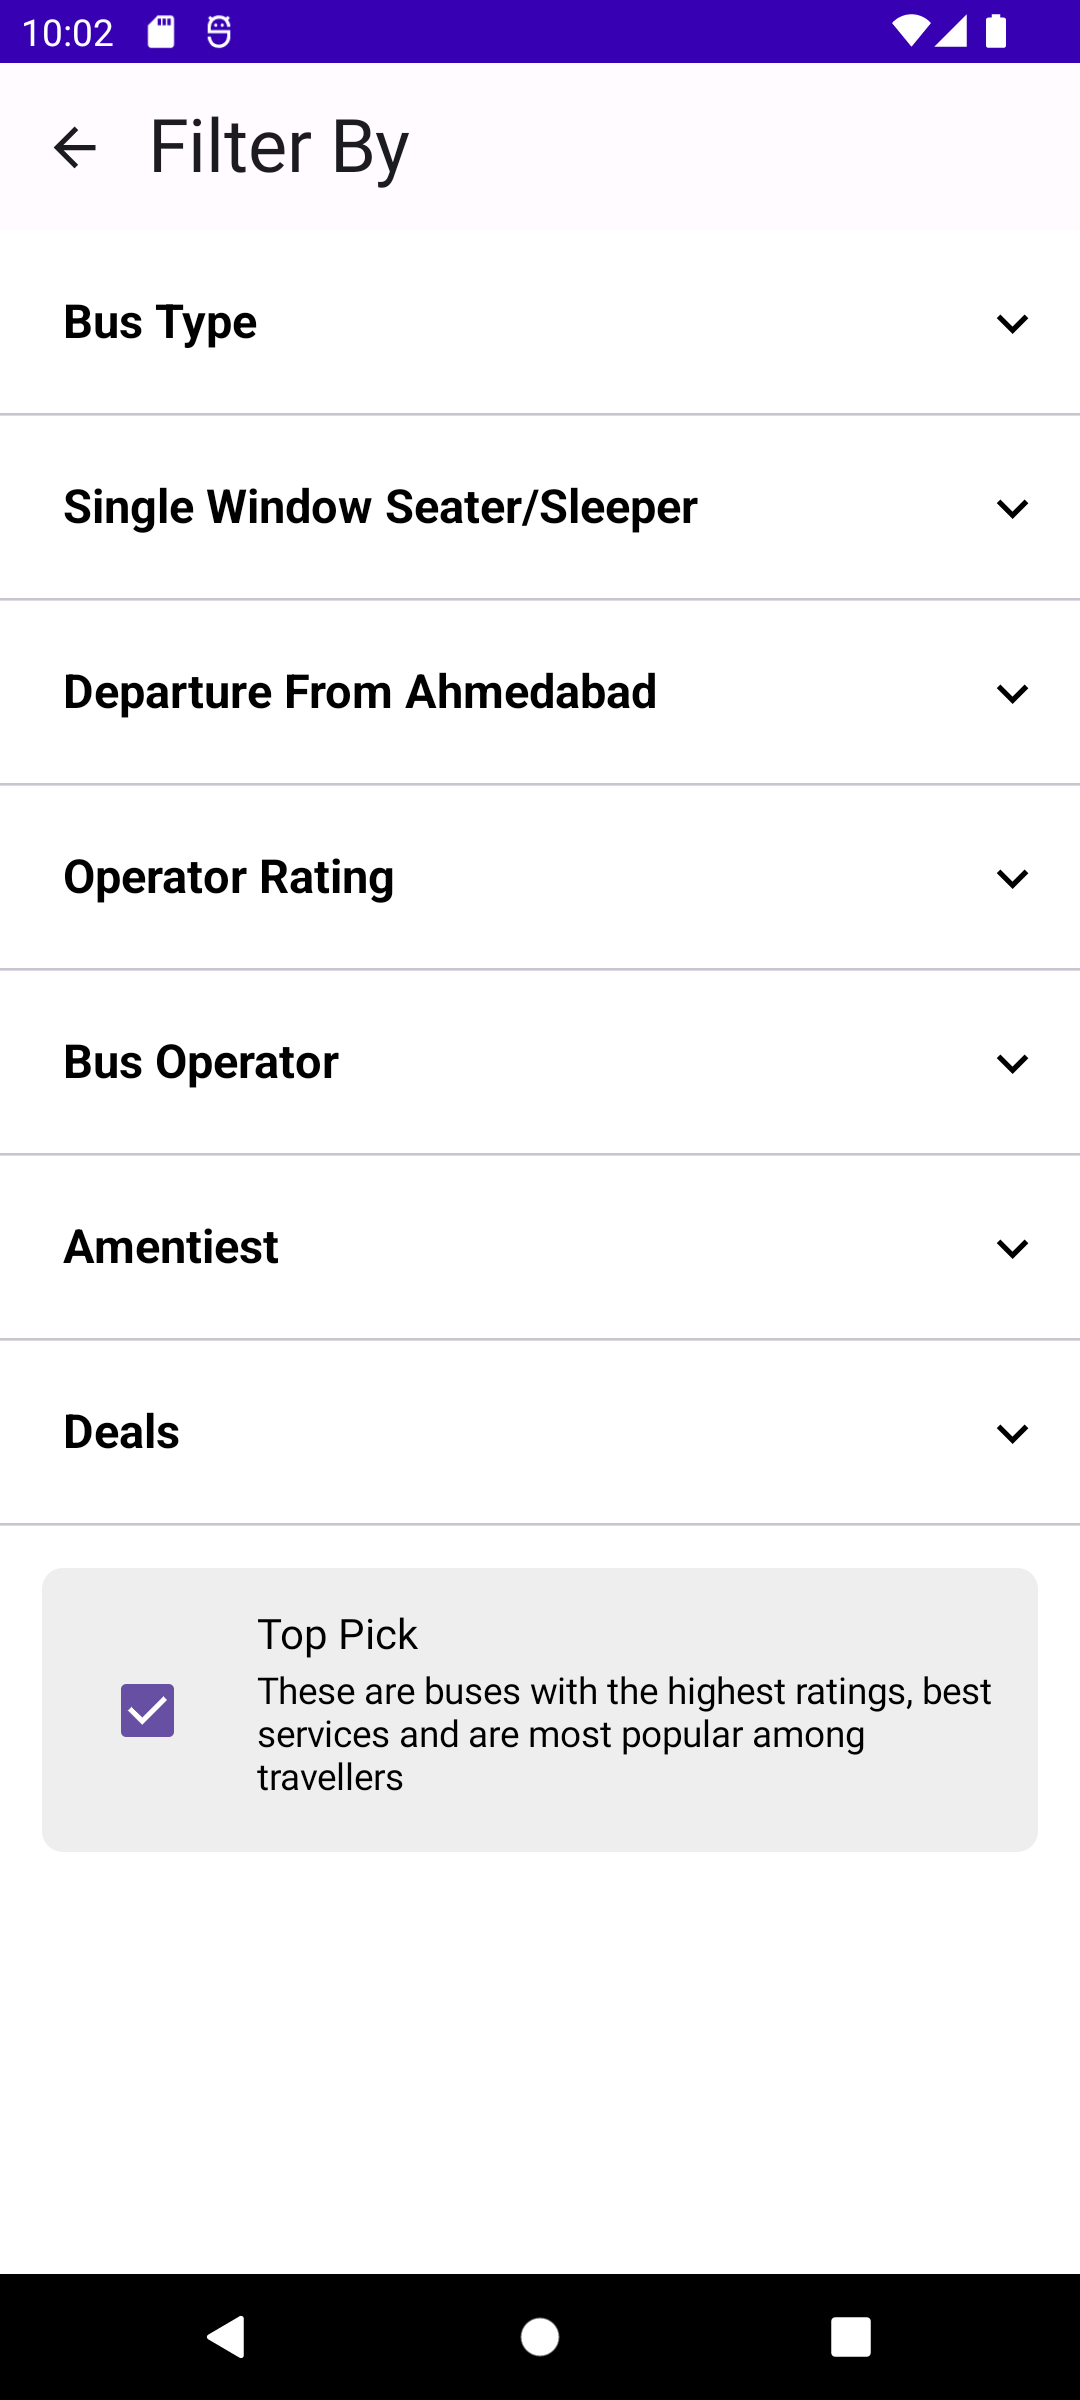 10:02
Filter By
Bus Type
Single Window Seater/Sleeper
Departure From Ahmedabad
Operator Rating
Bus Operator
Amentiest
Deals
Top Pick
These are buses with the highest ratings, best
services and are most popular among
travellers